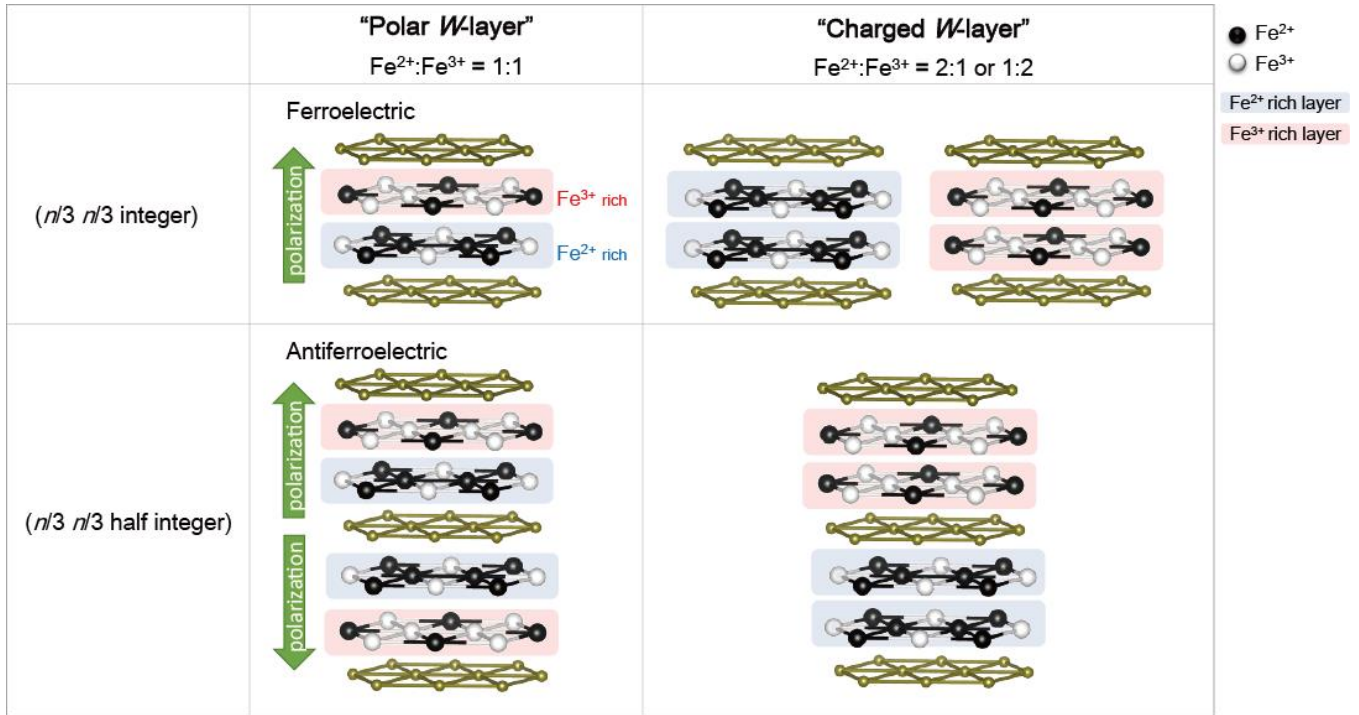 “Polar W-layer”
Fe2+:Fe3+ = 1:1
“Charged W-layer”
Fe2+:Fe3+ = 2:1 or 1:2
Fe2+
Fe3+
Fe2+ rich layer
Fe3+ rich layer
(n/3 n/3 integer)
Ferroelectric
polarization
Fe3+ rich
Fe2+ rich
(n/3 n/3 half integer)
Antiferroelectric
polarization
polarization